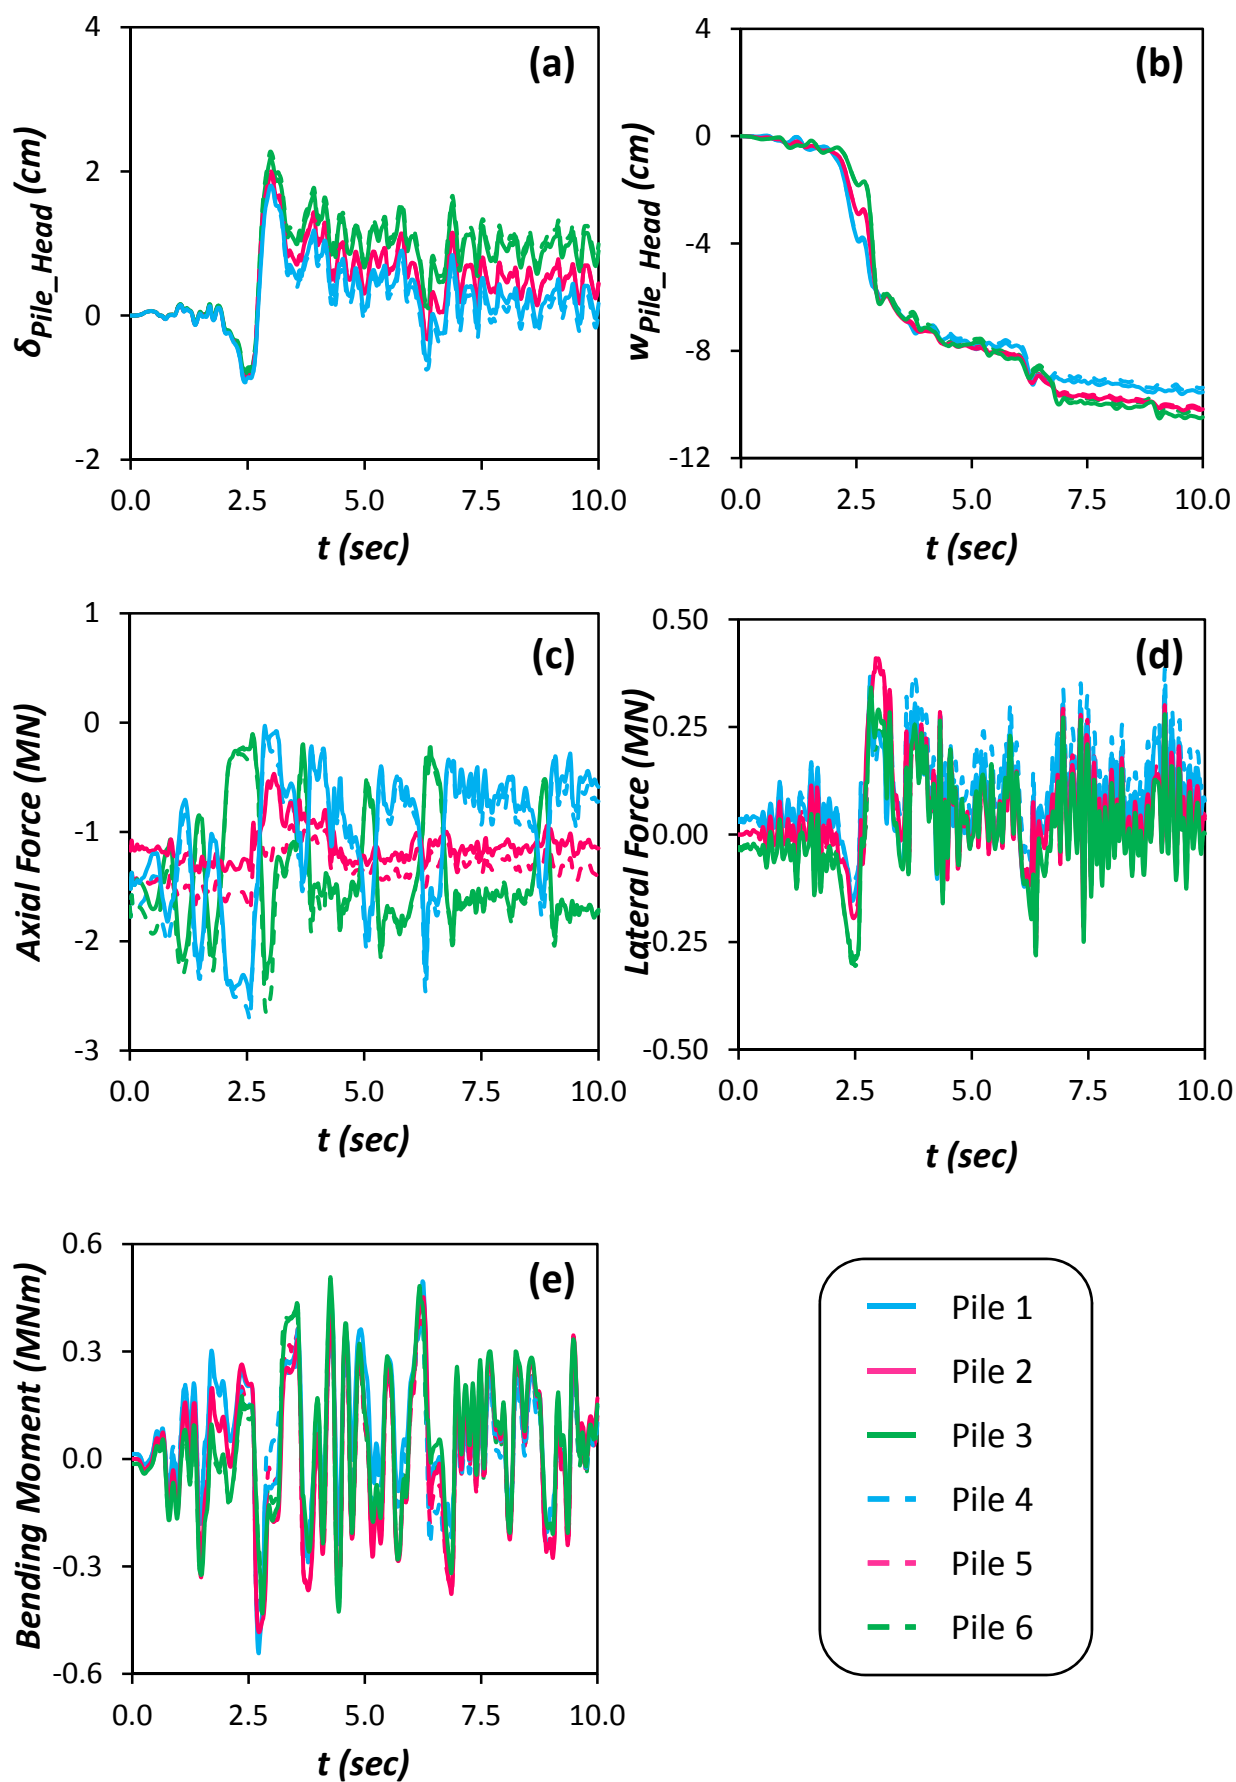 4
2
0
-2
δPile_Head (cm)
(a)
0.0 2.5 5.0 7.5 10.0
t (sec)
4
0
-4
-8
-12
wPile_Head (cm)
(b)
0.0 2.5 5.0 7.5 10.0
t (sec)
1
0
-1
-2
-3
Axial Force (MN)
(c)
0.0 2.5 5.0 7.5 10.0
t (sec)
0.50
0.25
0.00
-0.25
-0.50
Lateral Force (MN)
(d)
0.0 2.5 5.0 7.5 10.0
t (sec)
0.6
0.3
0.0
-0.3
-0.6
Bending Moment (MNm)
(e)
0.0 2.5 5.0 7.5 10.0
t (sec)
Pile 1
Pile 2
Pile 3
Pile 4
Pile 5
Pile 6